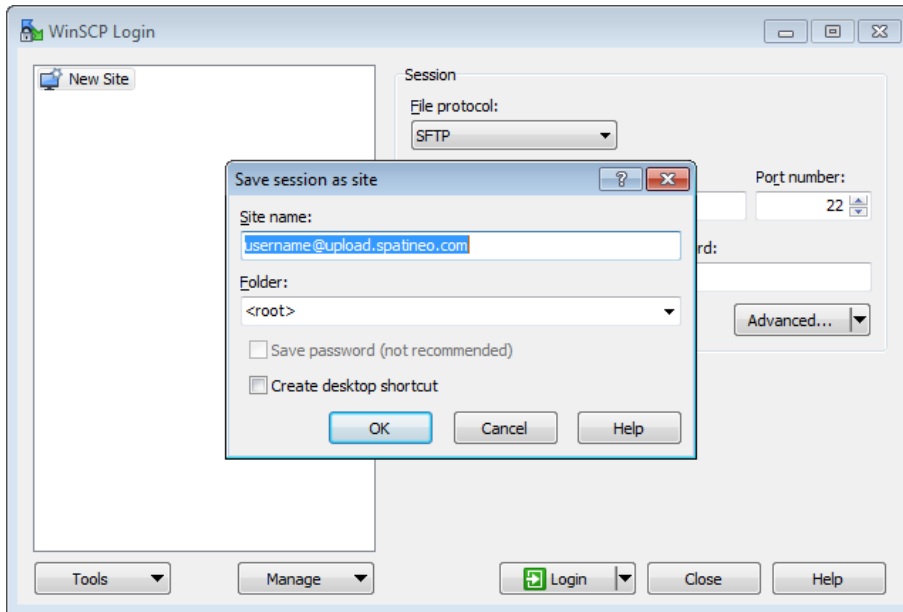 WinSCP Login
New Site
Session
File protocol:
SFTP
Port number:
22
rd:
Advanced...
Save session as site
Site name:
username@upload.spatineo.com
Folder:
<root>
Save password (not recommended)
Create desktop shortcut
OK Cancel Help
Tools Manage Login Close Help